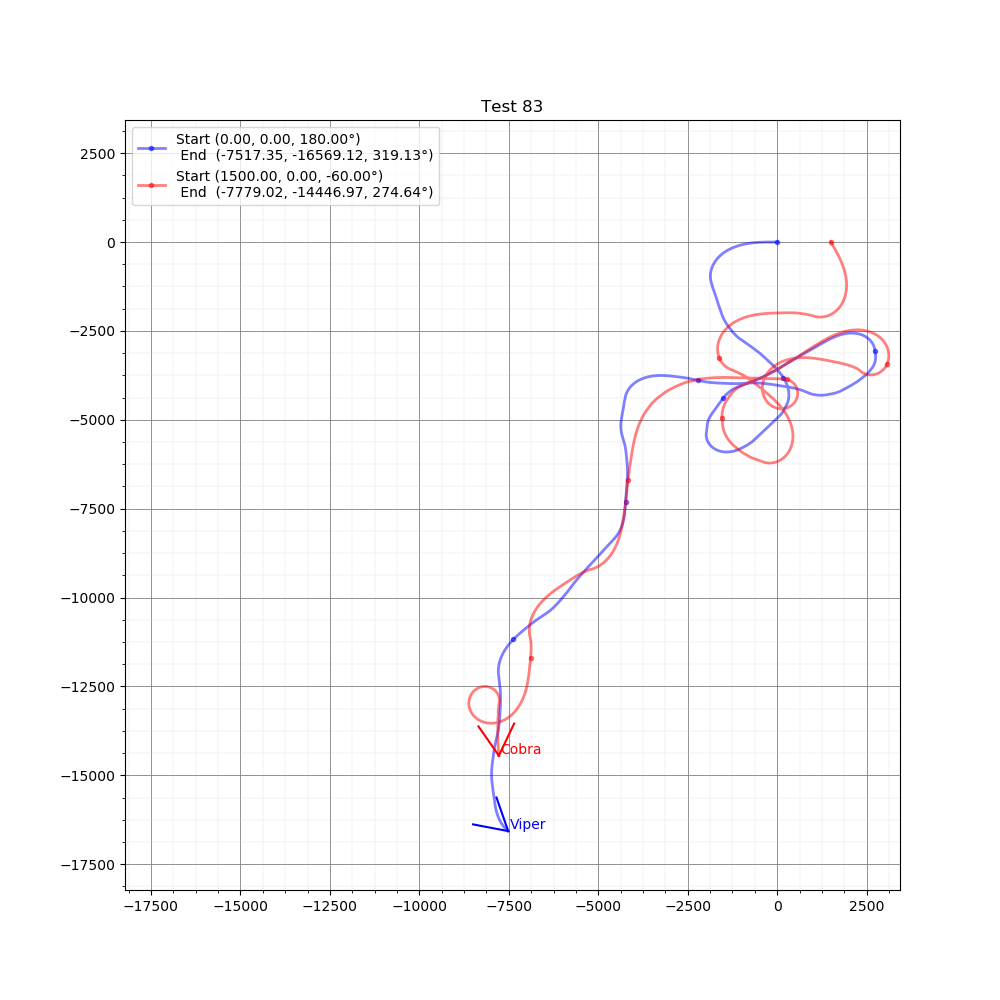 Test 83
Start (0.00, 0.00, 180.00°)
End  (-7517.35, -16569.12, 319.13°)
Start (1500.00, 0.00, -60.00°)
End  (-7779.02, -14446.97, 274.64°)
2500
0
−2500
−5000
−7500
−10000
−12500
−15000
−17500
Cobra
Viper
−17500 −15000 −12500 −10000 −7500 −5000 −2500 0 2500